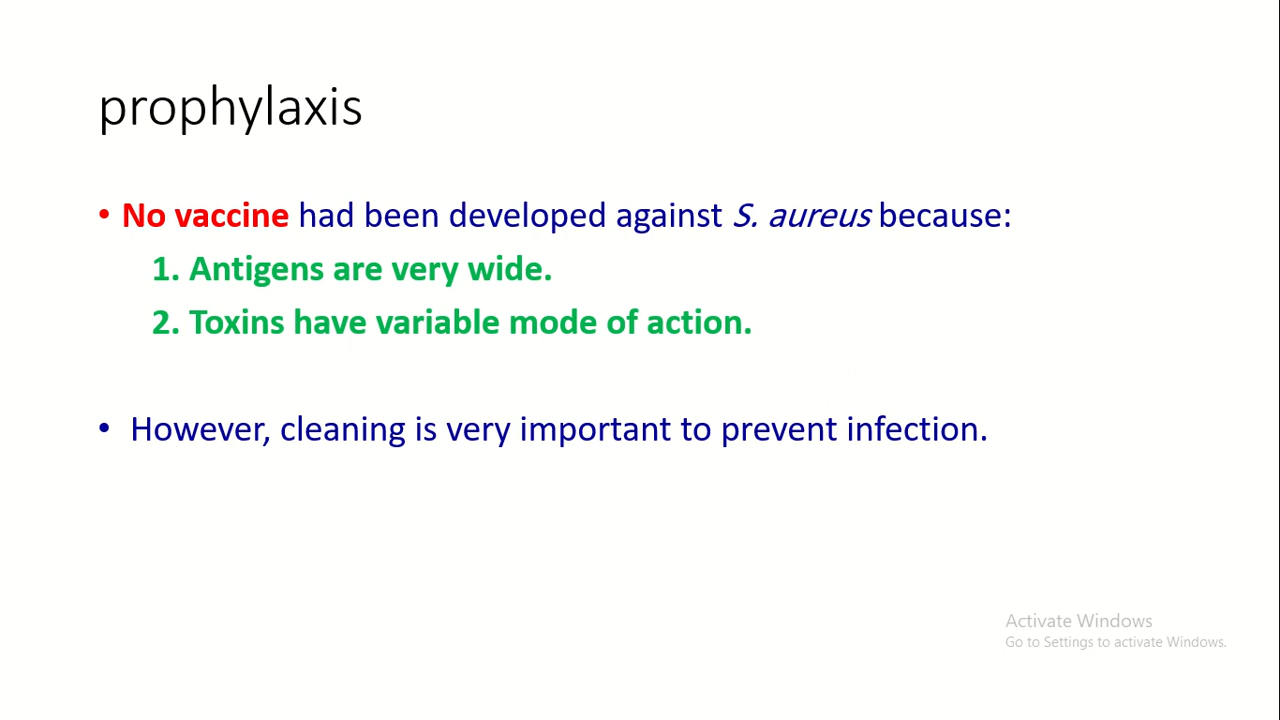 prophylaxis
• No vaccine had been developed against S. aureus because:
1. Antigens are very wide.
2. Toxins have variable mode of action.
• However, cleaning is very important to prevent infection.
Activate Windows
Go to Settings to activate Windows.